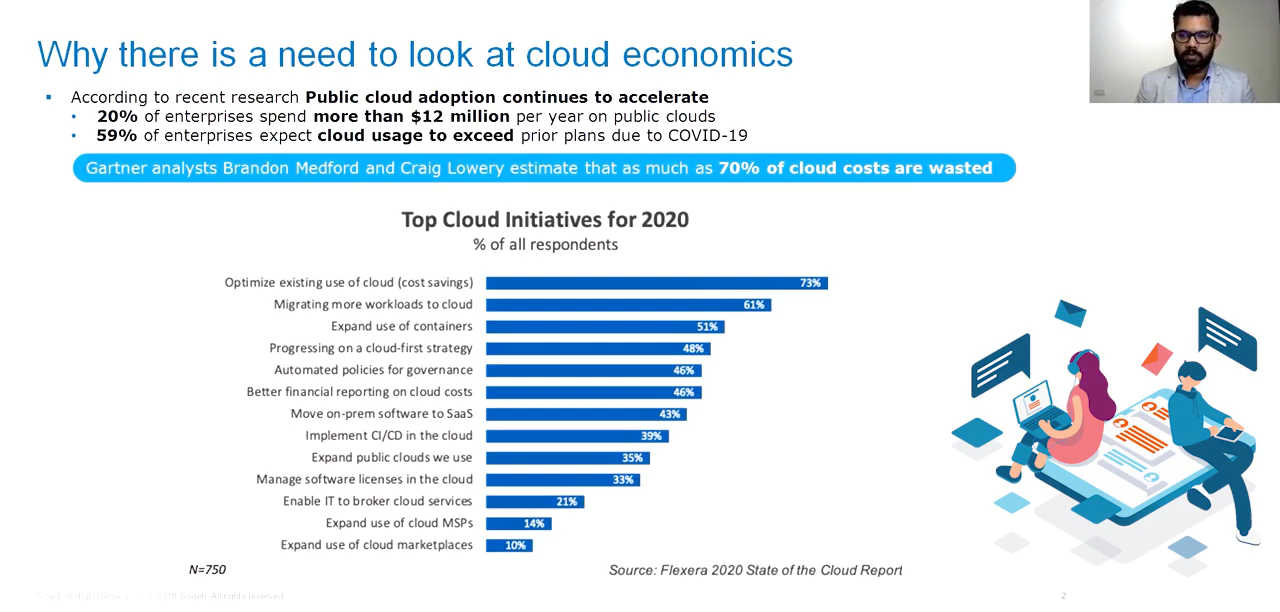 Why there is a need to look at cloud economics
According to recent research Public cloud adoption continues to accelerate
20% of enterprises spend more than $12 million per year on public clouds
59% of enterprises expect cloud usage to exceed prior plans due to COVID-19
Gartner analysts Brandon Medford and Craig Lowery estimate that as much as 70% of cloud costs are wasted
Top Cloud Initiatives for 2020
% of all respondents
Optimize existing use of cloud (cost savings) 73%
Migrating more workloads to cloud 61%
Expand use of containers 51%
Progressing on a cloud-first strategy 48%
Automated policies for governance 46%
Better financial reporting on cloud costs 46%
Move on-prem software to SaaS 43%
Implement CI/CD in the cloud 39%
Expand public clouds we use 35%
Manage software licenses in the cloud 33%
Enable IT to broker cloud services 21%
Expand use of cloud MSPs 14%
Expand use of cloud marketplaces 10%
N=750
Source: Flexera 2020 State of the Cloud Report
Sogeti. All rights reserved
2